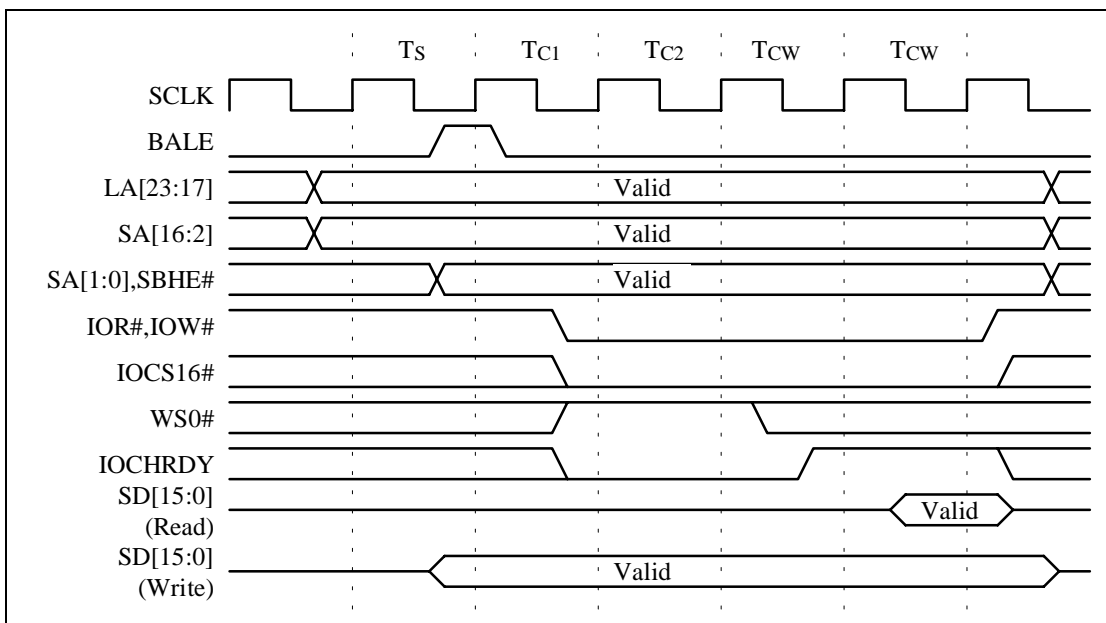 TS TC1 TC2 TCW TCW
SCLK
BALE
LA[23:17] Valid
SA[16:2] Valid
SA[1:0],SBHE# Valid
IOR#,IOW#
IOCS16#
WS0#
IOCHRDY
SD[15:0]
(Read) Valid
SD[15:0]
(Write) Valid